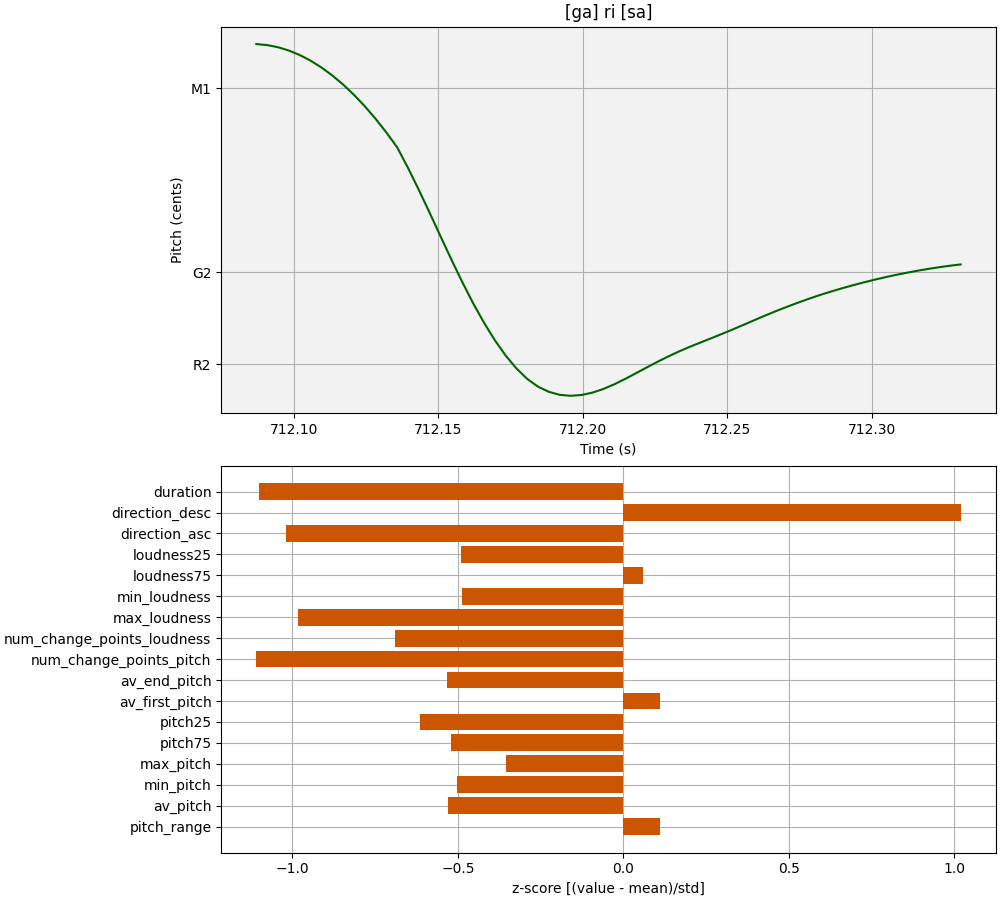 [ga] ri [sa]
M1
G2
R2
Pitch (cents)
712.10 712.15 712.20 712.25 712.30
Time (s)
duration
direction_desc
direction_asc
loudness25
loudness75
min_loudness
max_loudness
num_change_points_loudness
num_change_points_pitch
av_end_pitch
av_first_pitch
pitch25
pitch75
max_pitch
min_pitch
av_pitch
pitch_range
−1.0 −0.5 0.0 0.5 1.0
z-score [(value - mean)/std]